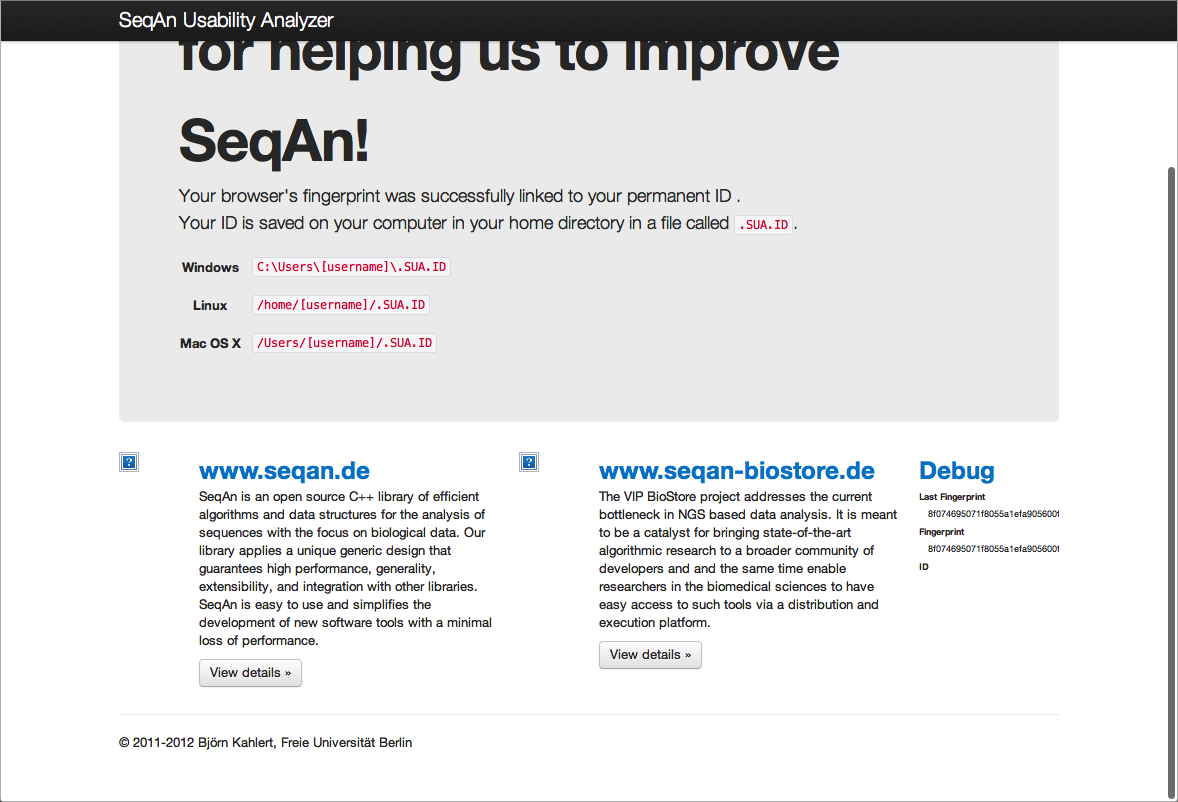 SeqAn Usability Analyzer
for helping us to improve
SeqAn!
Your browser's fingerprint was successfully linked to your permanent ID .
Your ID is saved on your computer in your home directory in a file called .SUA.ID.
Windows C:\Users\[username]\.SUA.ID
Linux /home/[username]/.SUA.ID
Mac OS X /Users/[username]/.SUA.ID
www.seqan.de
SeqAn is an open source C++ library of efficient
algorithms and data structures for the analysis of
sequences with the focus on biological data. Our
library applies a unique generic design that
guarantees high performance, generality,
extensibility, and integration with other libraries.
SeqAn is easy to use and simplifies the
development of new software tools with a minimal
loss of performance.
View details »
www.seqan-biostore.de
The VIP BioStore project addresses the current
bottleneck in NGS based data analysis. It is meant
to be a catalyst for bringing state-of-the-art
algorithmic research to a broader community of
developers and and the same time enable
researchers in the biomedical sciences to have
easy access to such tools via a distribution and
execution platform.
View details »
Debug
Last Fingerprint
8f074695071f8055a1efa905600f
Fingerprint
8f074695071f8055a1efa905600f
ID
© 2011-2012 Björn Kahlert, Freie Universität Berlin